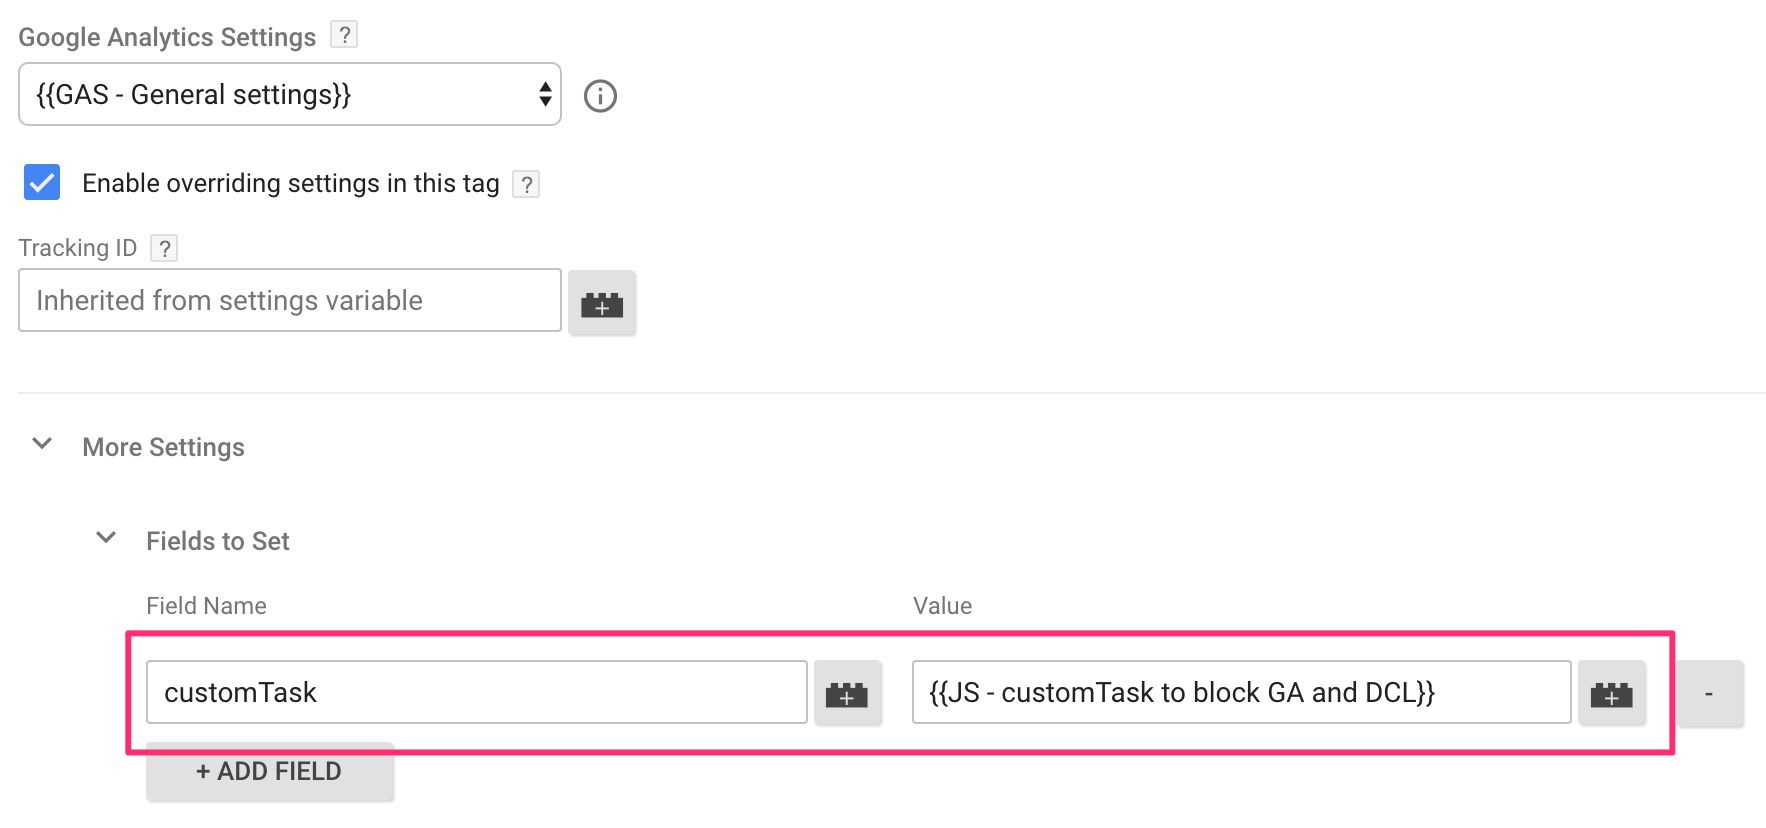 Google Analytics Settings ?
{{GAS - General settings}}
Enable overriding settings in this tag ?
Tracking ID ?
Inherited from settings variable
More Settings
Fields to Set
Field Name Value
customTask {{JS - customTask to block GA and DCL}} -
+ ADD FIELD